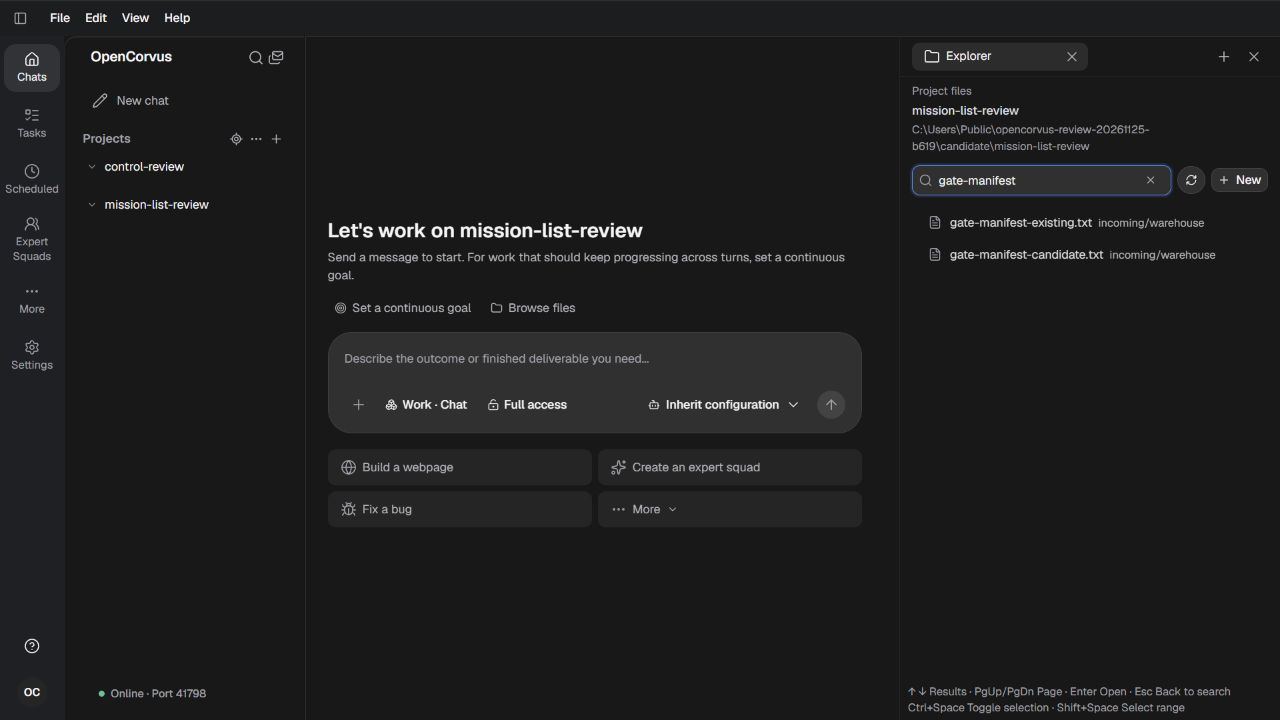 File Edit View Help
Chats
Tasks
Scheduled
Expert
Squads
More
Settings
OC
OpenCorvus
New chat
Projects
control-review
mission-list-review
Online · Port 41798
Let's work on mission-list-review
Send a message to start. For work that should keep progressing across turns, set a continuous
goal.
Set a continuous goal Browse files
Describe the outcome or finished deliverable you need...
Work · Chat Full access Inherit configuration
Build a webpage Create an expert squad
Fix a bug More
Explorer
Project files
mission-list-review
C:\Users\Public\opencorvus-review-20261125-
b619\candidate\mission-list-review
gate-manifest New
gate-manifest-existing.txt incoming/warehouse
gate-manifest-candidate.txt incoming/warehouse
↑↓ Results · PgUp/PgDn Page · Enter Open · Esc Back to search
Ctrl+Space Toggle selection · Shift+Space Select range